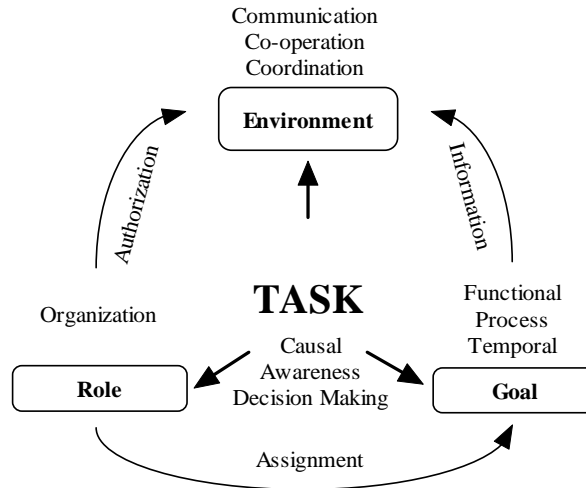 Communication
Co-operation
Coordination
Environment
Authorization
Information
TASK
Organization
Functional
Process
Temporal
Causal
Awareness
Decision Making
Role
Goal
Assignment